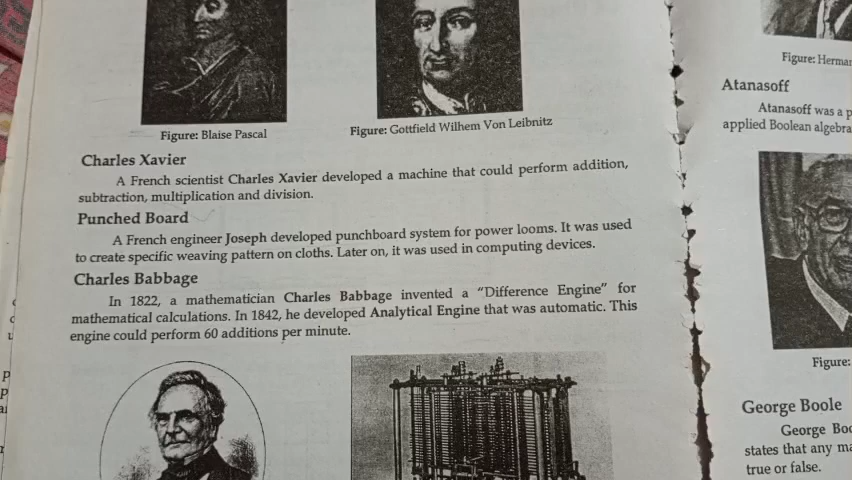 Figure: Blaise Pascal
Figure: Gottfield Wilhem Von Leibnitz
Charles Xavier
A French scientist Charles Xavier developed a machine that could perform addition,
subtraction, multiplication and division.
Punched Board
A French engineer Joseph developed punchboard system for power looms. It was used
to create specific weaving pattern on cloths. Later on, it was used in computing devices.
Charles Babbage
In 1822, a mathematician Charles Babbage invented a “Difference Engine” for
mathematical calculations. In 1842, he developed Analytical Engine that was automatic. This
engine could perform 60 additions per minute.
Figure:
Atanasoff
Atanasoff was a
applied Boolean algebra
Figure:
George Boole
George
states that any
true or false.